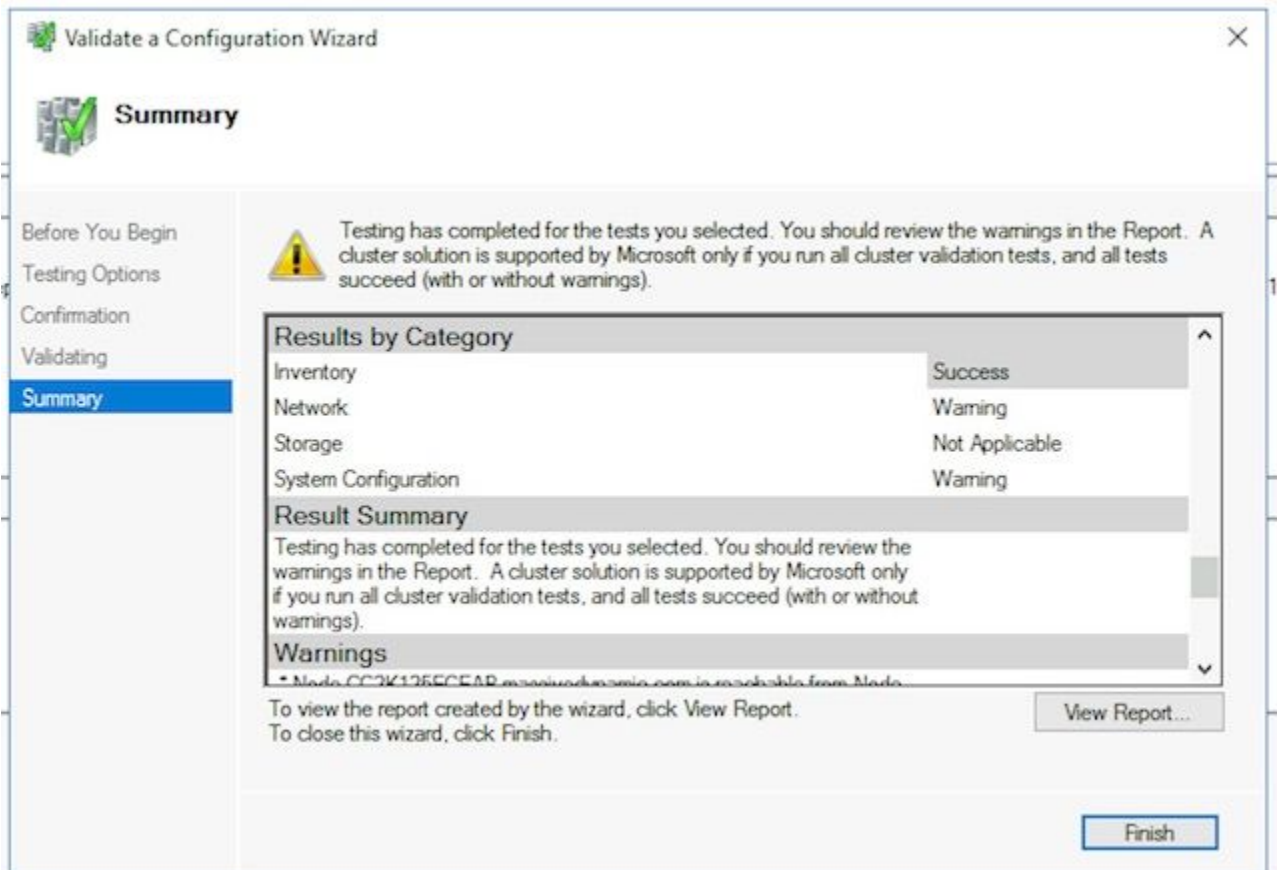 Validate a Configuration Wizard
Summary
Before You Begin
Testing Options
Confirmation
Validating
Summary
Testing has completed for the tests you selected. You should review the warnings in the Report. A
cluster solution is supported by Microsoft only if you run all cluster validation tests, and all tests
succeed (with or without warnings).
Results by Category
Inventory Success
Network Warning
Storage Not Applicable
System Configuration Warning
Result Summary
Testing has completed for the tests you selected. You should review the
warnings in the Report. A cluster solution is supported by Microsoft only
if you run all cluster validation tests, and all tests succeed (with or without
warnings).
Warnings
is reachable from Node
To view the report created by the wizard, click View Report.
To close this wizard, click Finish.
View Report...
Finish